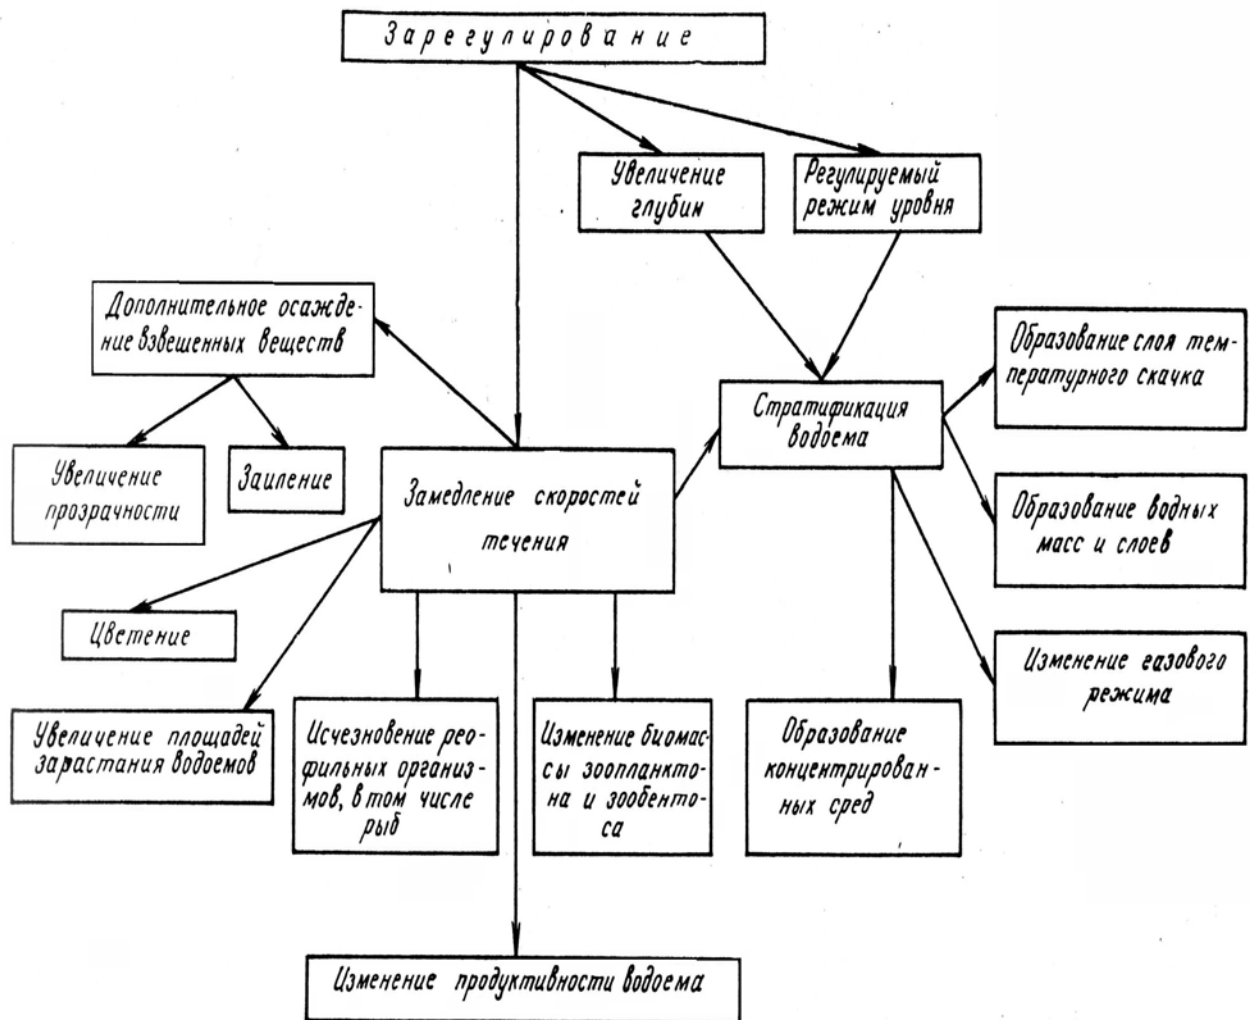 Зарегулирование
Увеличение
глубин
Регулируемый
режим уровня
Дополнительное осажде-
ние взвешенных веществ
Образование слоя тем-
пературного скачка
Стратификация
водоема
Увеличение
прозрачности
Заиление
Замедление скоростей
течения
Образование водных
масс и слоев
Цветение
Изменение газового
режима
Увеличение площадей
зарастания водоемов
Исчезновение рео-
фильных организ-
мов, в том числе
рыб
Изменение биомас-
сы зоопланкто-
на и зообенто-
са
Образование
концентрирован-
ных сред
Изменение продуктивности водоема